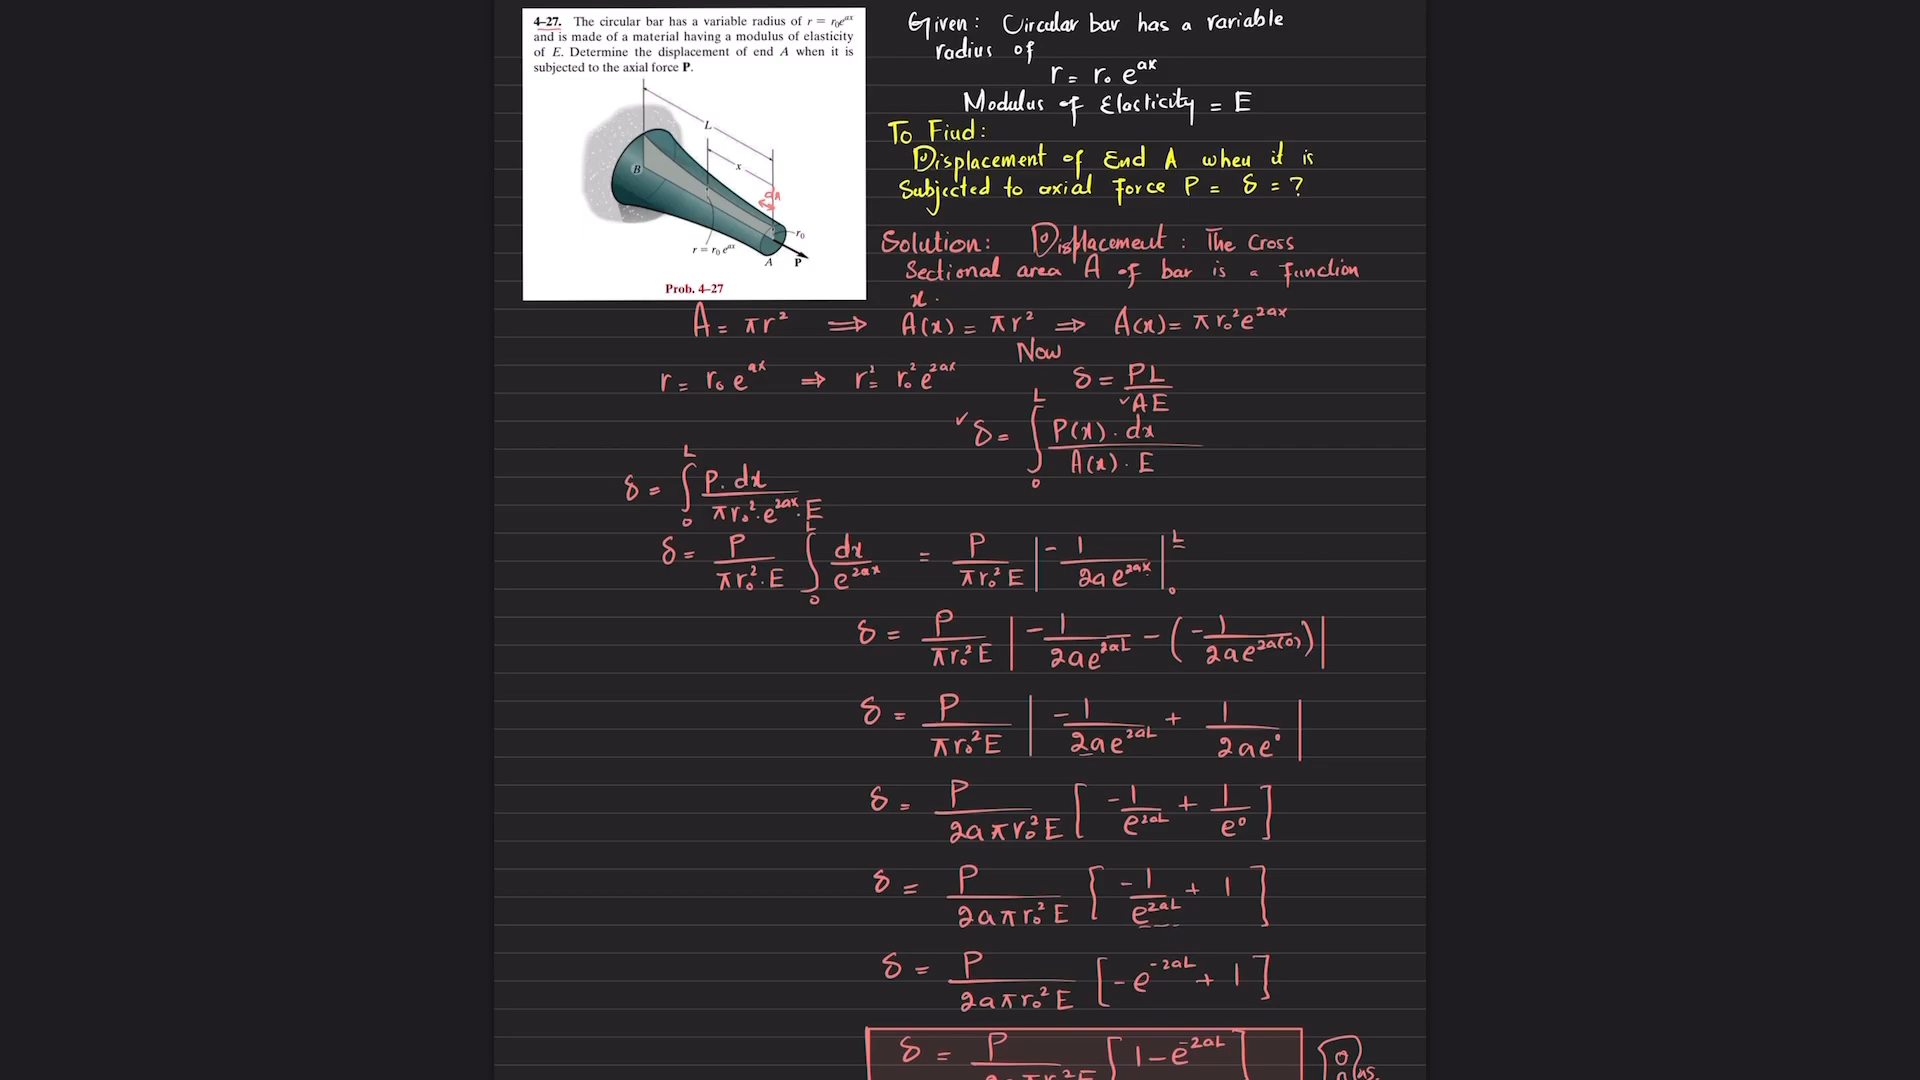 4–27. The circular bar has a variable radius of r = r₀e^{ax}
and is made of a material having a modulus of elasticity
of E. Determine the displacement of end A when it is
subjected to the axial force P.
L
x
dx
B
r₀
r = r₀ e^{ax}
A
P
Prob. 4–27
Given: Circular bar has a variable
radius of
r = r₀ e^{ax}
Modulus of Elasticity = E
To Find:
Displacement of End A when it is
Subjected to axial force P = δ = ?
Solution: Displacement: The Cross
Sectional area A of bar is a function
x.
A = πr² ⟹ A(x) = πr² ⟹ A(x) = πr₀²e^{2ax}
Now
r = r₀ e^{ax} ⟹ r² = r₀² e^{2ax}
δ = PL / AE
✓ δ = ∫₀^L P(x)·dx / A(x)·E
δ = ∫₀^L P.dx / πr₀²·e^{2ax}·E
δ = P / πr₀²·E ∫₀^L dx / e^{2ax} = P / πr₀²E |-1 / 2ae^{2ax}|₀^L
δ = P / πr₀²E |-1 / 2ae^{2aL} - (-1 / 2ae^{2a(0)})|
δ = P / πr₀²E |-1 / 2ae^{2aL} + 1 / 2ae⁰|
δ = P / 2aπr₀²E [-1 / e^{2aL} + 1 / e⁰]
δ = P / 2aπr₀²E [-1 / e^{2aL} + 1]
δ = P / 2aπr₀²E [-e^{-2aL} + 1]
δ = P / 2aπr₀²E [1-e^{-2aL}]